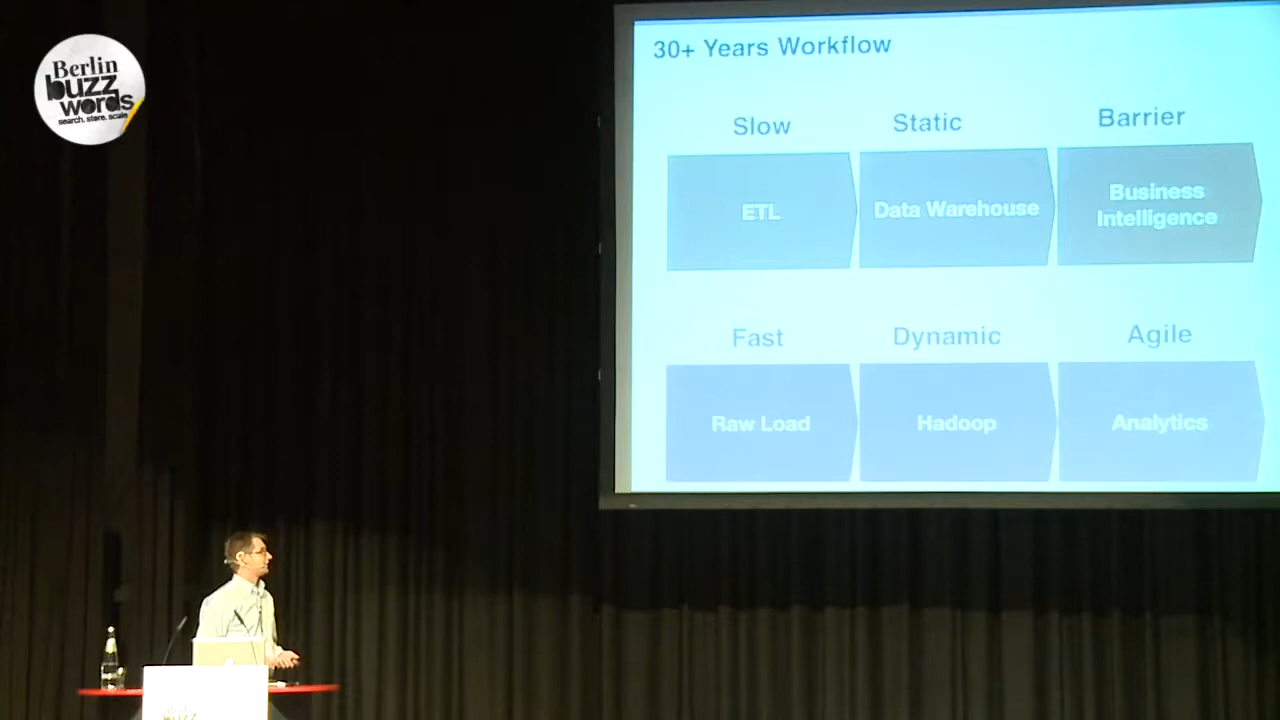 Berlin
buzz
words
search. store. scale
30+ Years Workflow
Slow Static Barrier
ETL Data Warehouse Business
Intelligence
Fast Dynamic Agile
Raw Load Hadoop Analytics
buzz